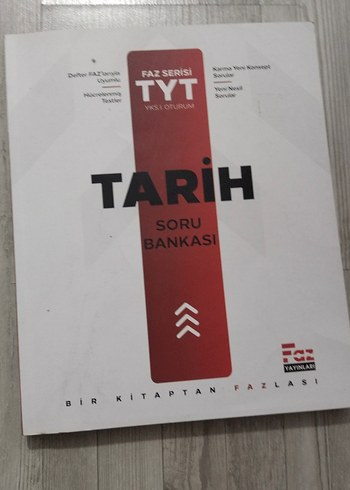 Defter FAZ'larıyla
Uyumlu
Hücrelenmiş
Testler
FAZ SERİSİ
TYT
YKS I. OTURUM
Karma Yeni Konsept
Sorular
Yeni Nesil
Sorular
TARİH
SORU
BANKASI
Faz
YAYINLARI
BİR KİTAPTAN FAZLASI